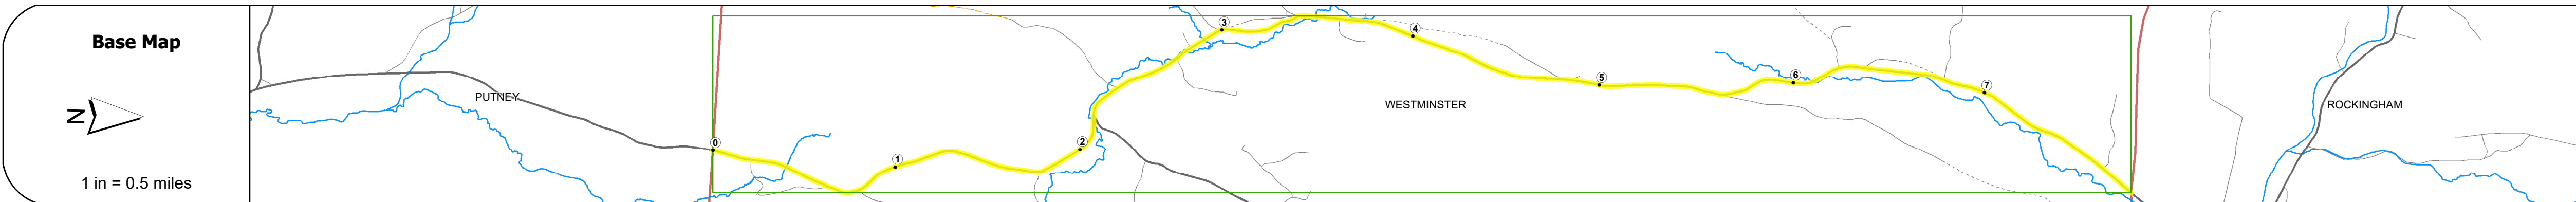 Base Map
N
1 in = 0.5 miles
PUTNEY
0
1
2
3
4
5
6
7
WESTMINSTER
ROCKINGHAM